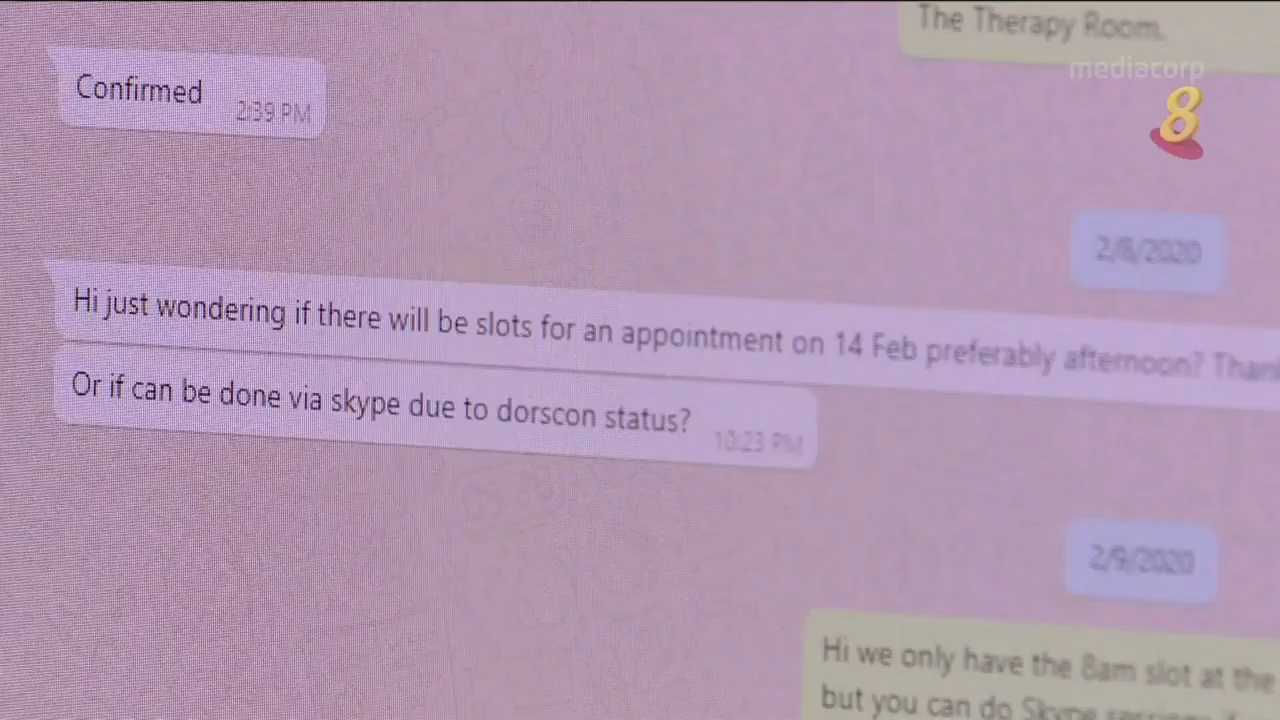 The Therapy Room.
mediacorp
8
Confirmed
2:39 PM
2/8/2020
Hi just wondering if there will be slots for an appointment on 14 Feb preferably afternoon?
Or if can be done via skype due to dorscon status?
10:23 PM
2/9/2020
Hi we only have the 8am slot at the
but you can do Skype